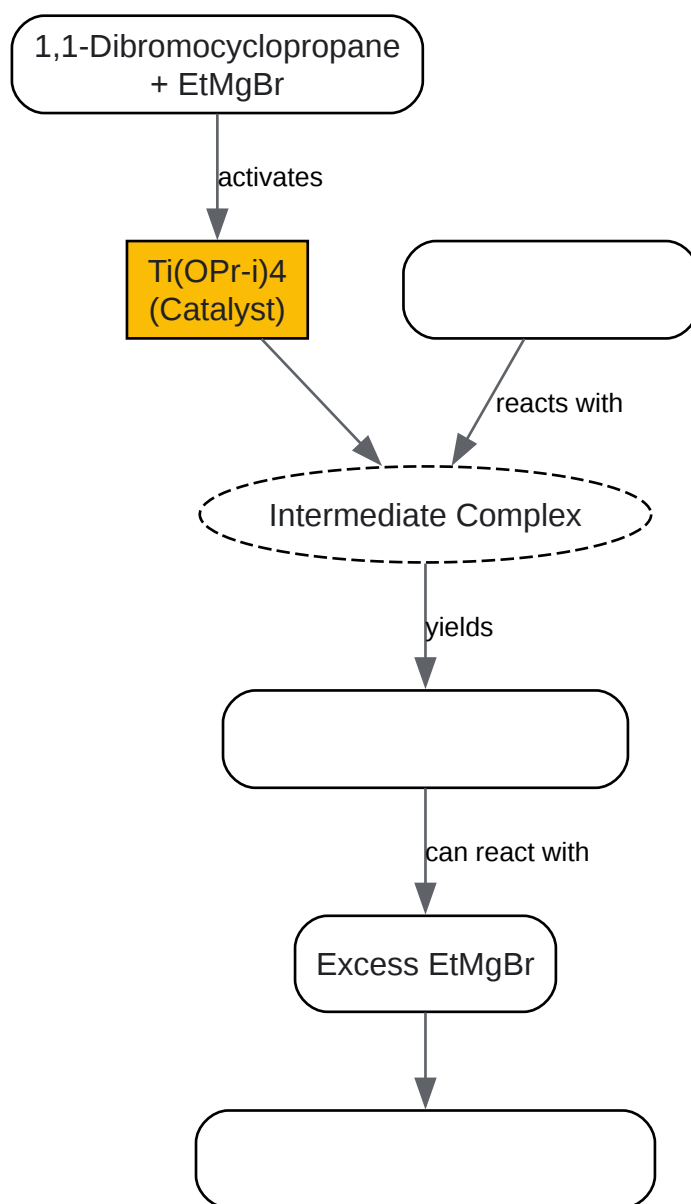 1,1-Dibromocyclopropane
+ EtMgBr
activates
Ti(OPr-i)4
(Catalyst)
reacts with
Intermediate Complex
yields
can react with
Excess EtMgBr